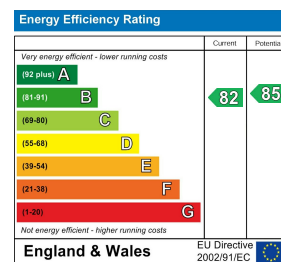 Energy Efficiency Rating
Current Potentia
Very energy efficient - lower running costs
(92 plus) A
(81-91) B
82 85
(69-80) C
(55-68) D
(39-54) E
(21-38) F
(1-20) G
Not energy efficient - higher running costs
England & Wales
EU Directive
2002/91/EC